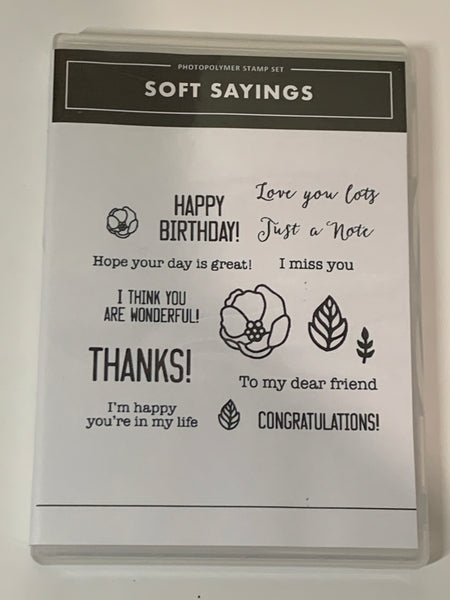 PHOTOPOLYMER STAMP SET
SOFT SAYINGS
HAPPY
BIRTHDAY!
Love you lots
Just a Note
Hope your day is great!
I miss you
I THINK YOU
ARE WONDERFUL!
THANKS!
To my dear friend
I'm happy
you're in my life
CONGRATULATIONS!